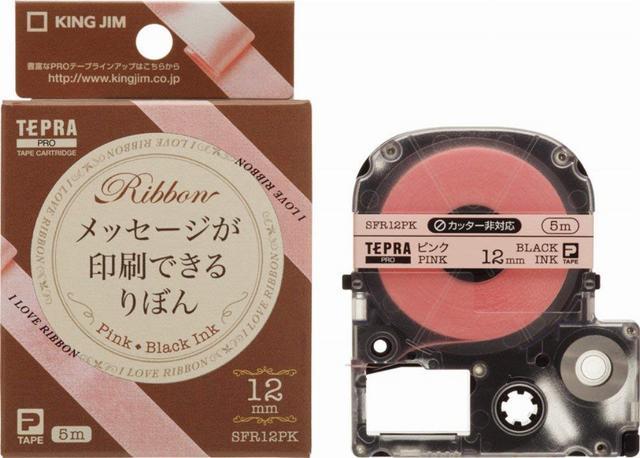 KING JIM
豊富なPROテープラインアップはこちらから
http://www.kingjim.co.jp
TEPRA
PRO
TAPE CARTRIDGE
I LOVE RIBBON
I LOVE RIBBON
Ribbon
メッセージが
印刷できる
りぼん
Pink・Black Ink
I LOVE RIBBON
I LOVE RIBBON
I LOVE RIBBON
I LOVE RIBBON
12
mm
P
TAPE
5m
SFR12PK
SFR12PK
カッター非対応
5m
TEPRA
PRO
ピンク
PINK
12mm
BLACK
INK
P
TAPE